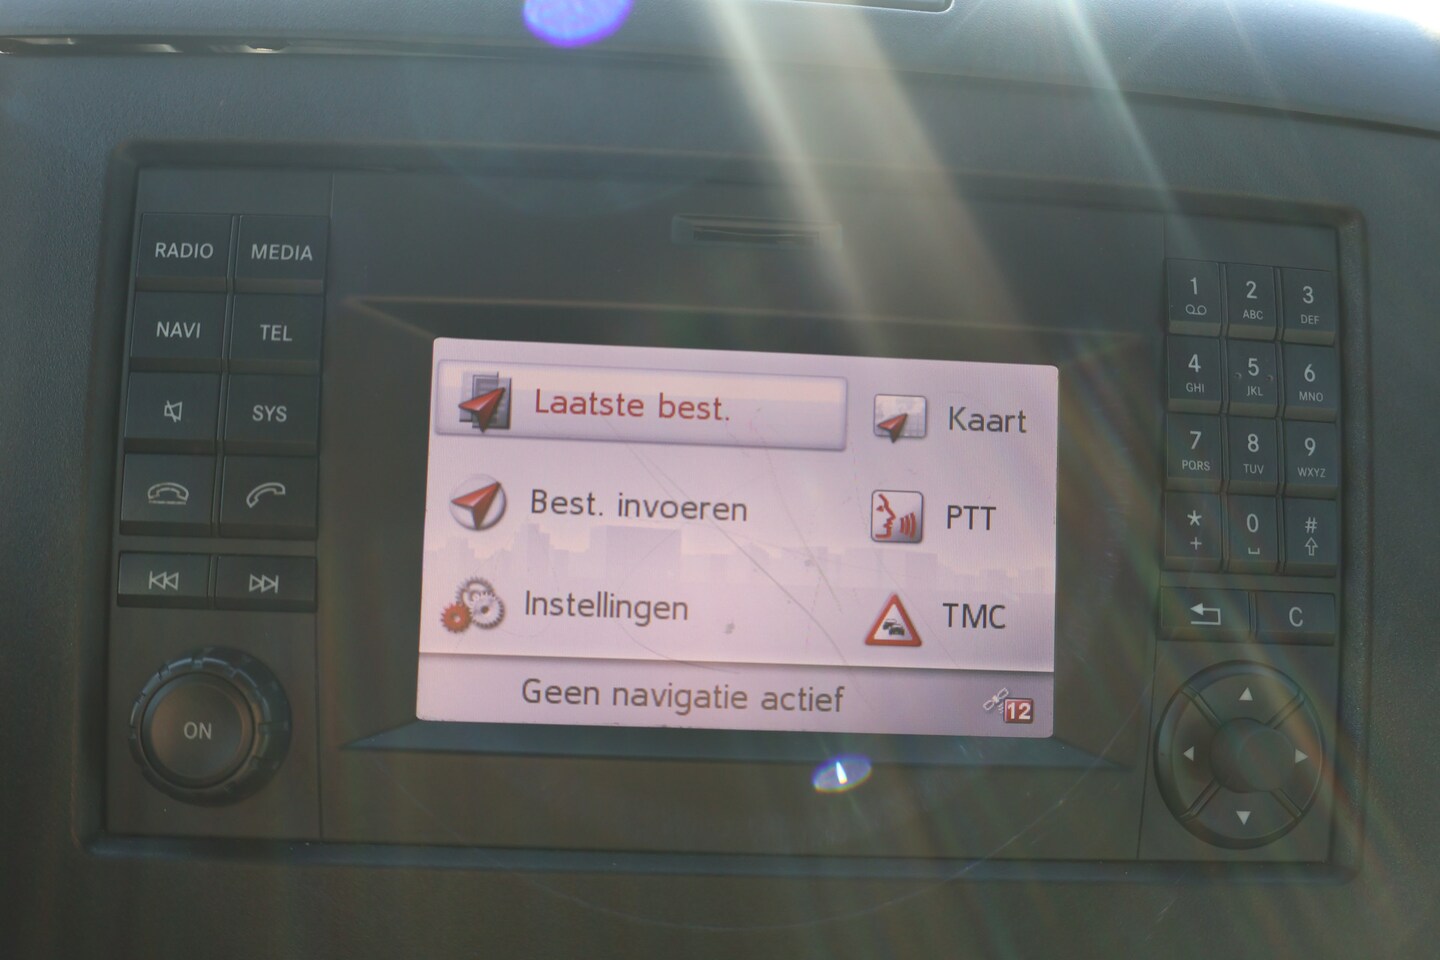 RADIO MEDIA
NAVI TEL
SYS
ON
Laatste best.
Kaart
Best. invoeren
PTT
Instellingen
TMC
Geen navigatie actief
12
1 2 3
ABC DEF
4 5 6
GHI JKL MNO
7 8 9
PQRS TUV WXYZ
* 0 #
+
C